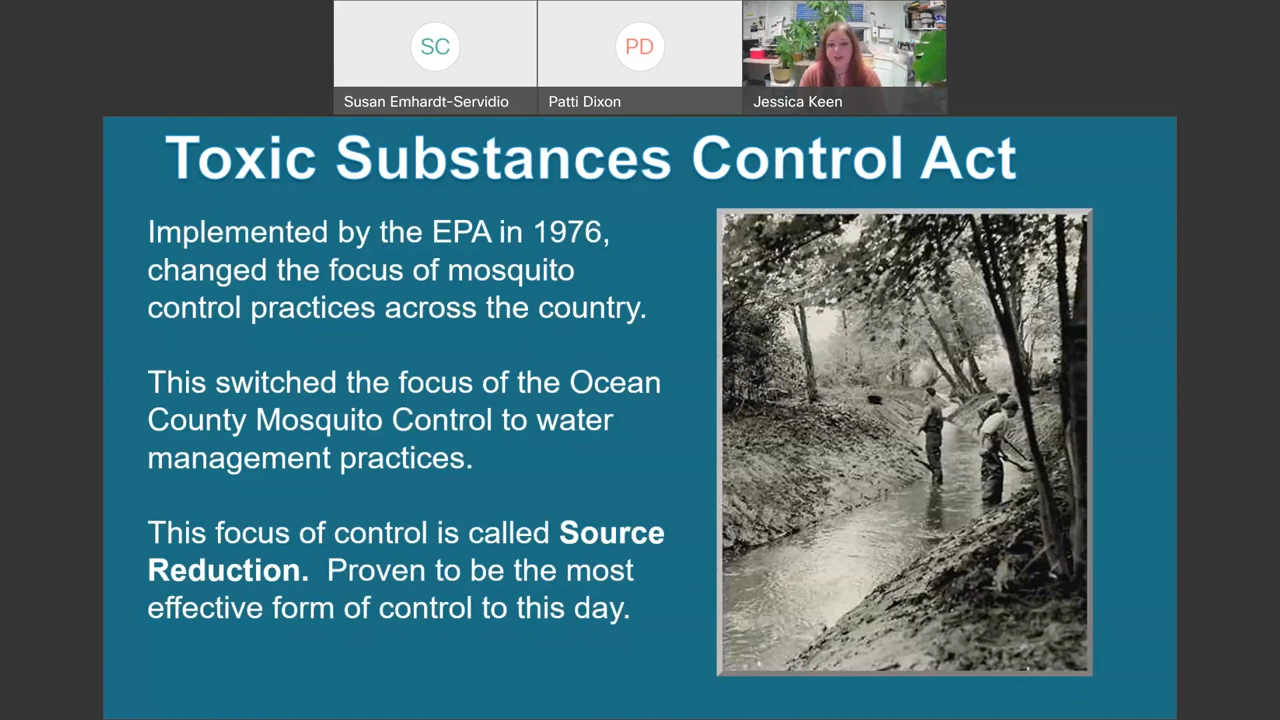 SC
PD
Susan Emhardt-Servidio
Patti Dixon
Jessica Keen
Toxic Substances Control Act
Implemented by the EPA in 1976,
changed the focus of mosquito
control practices across the country.
This switched the focus of the Ocean
County Mosquito Control to water
management practices.
This focus of control is called Source
Reduction.  Proven to be the most
effective form of control to this day.